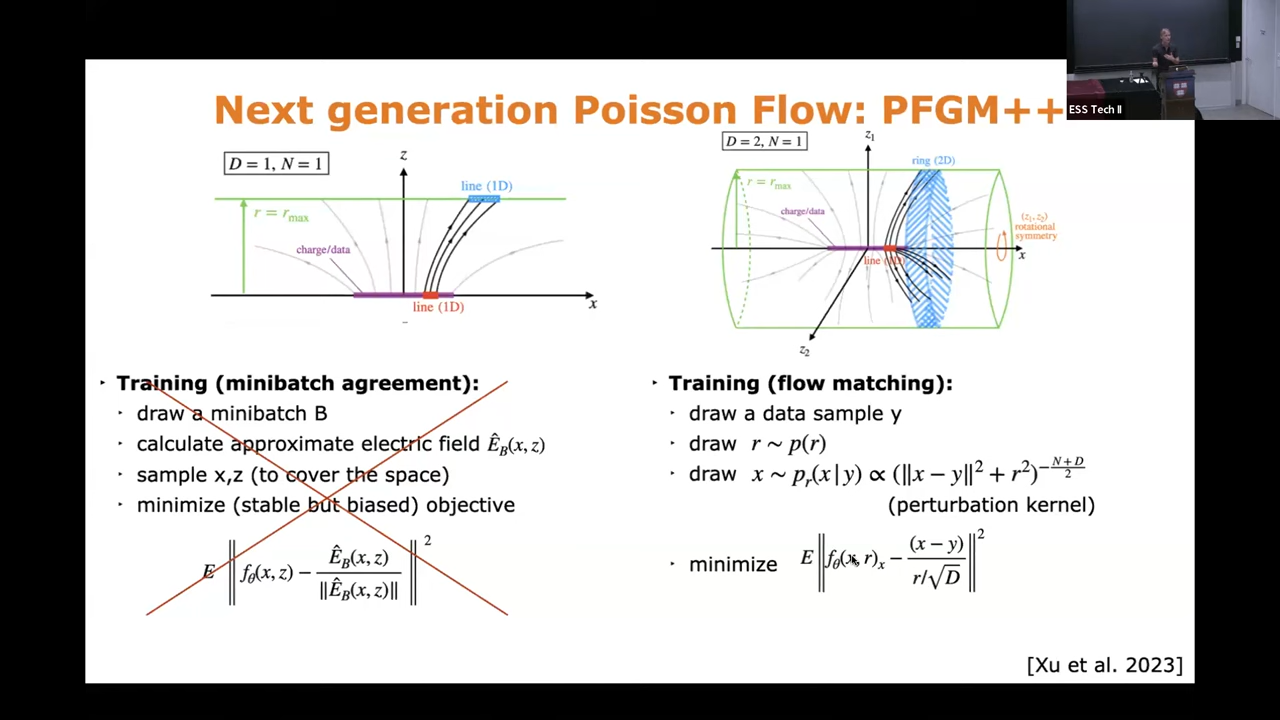 Next generation Poisson Flow: PFGM++
ESS Tech II
D = 1, N = 1
z
line (1D)
r = r_max
charge/data
x
line (1D)
D = 2, N = 1
z₁
ring (2D)
r = r_max
charge/data
(z₁, z₂)
rotational
symmetry
x
z₂
‣ Training (minibatch agreement):
‣ draw a minibatch B
‣ calculate approximate electric field Ê_B(x, z)
‣ sample x,z (to cover the space)
‣ minimize (stable but biased) objective
E ‖ f_θ(x, z) − Ê_B(x, z) / ‖Ê_B(x, z)‖ ‖²
‣ Training (flow matching):
‣ draw a data sample y
‣ draw r ∼ p(r)
‣ draw x ∼ p_r(x | y) ∝ (‖x − y‖² + r²)^{−(N+D)/2}
(perturbation kernel)
‣ minimize E ‖ f_θ(x, r)_x − (x − y) / (r/√D) ‖²
[Xu et al. 2023]